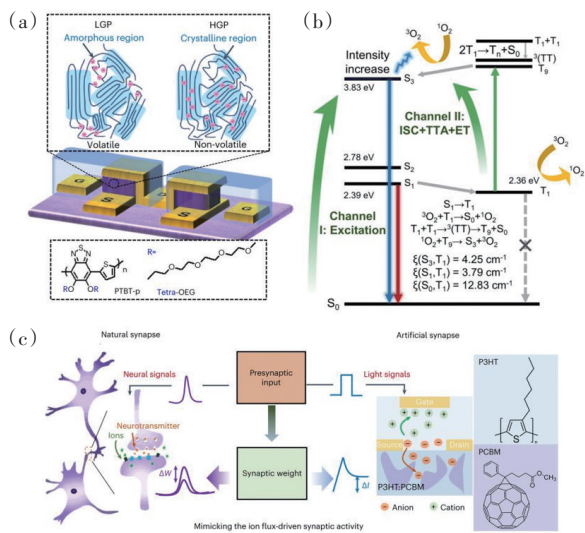 (a)
LGP
HGP
Amorphous region
Crystalline region
Volatile
Non-volatile
G
S
G
S
G
R=
n
RO
OR
PTBT-p
Tetra-OEG
(b)
³O₂
¹O₂
Intensity
increase
2T₁→Tₙ+S₀
T₁+T₁
³(TT)
T₉
S₃
3.83 eV
Channel II:
ISC+TTA+ET
³O₂
¹O₂
2.78 eV
S₂
S₁
2.39 eV
2.36 eV
T₁
Channel
I: Excitation
S₁→T₁
³O₂+T₁→S₀+¹O₂
T₁+T₁→³(TT)→T₉+S₀
¹O₂+T₉→S₃+³O₂
ξ(S₃,T₁) = 4.25 cm⁻¹
ξ(S₁,T₁) = 3.79 cm⁻¹
ξ(S₀,T₁) = 12.83 cm⁻¹
S₀
(c)
Natural synapse
Artificial synapse
Neural signals
Presynaptic
input
Light signals
Neurotransmitter
Ions
ΔW
Synaptic weight
ΔI
Gate
Source
Drain
P3HT:PCBM
Anion
Cation
P3HT
S
n
PCBM
O
O
CH₃
Mimicking the ion flux-driven synaptic activity